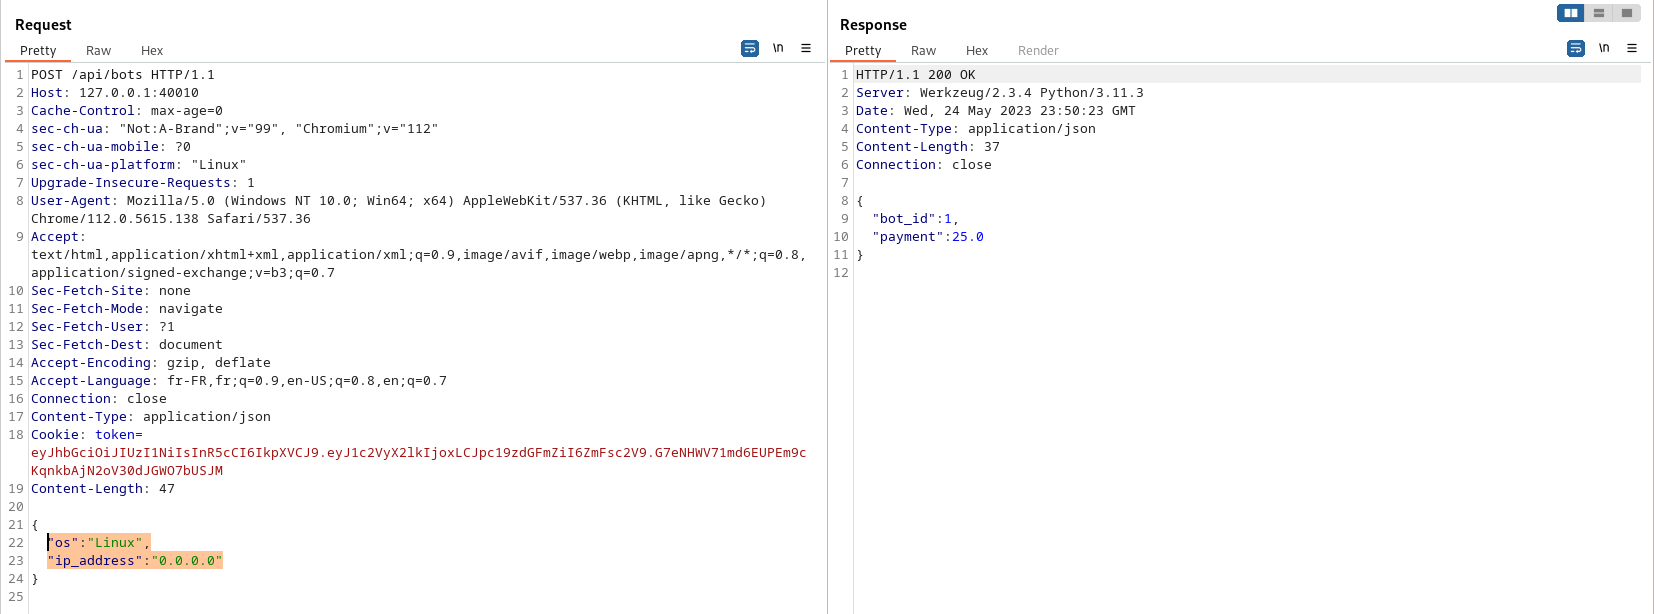 Request
Pretty Raw Hex
\n
1 POST /api/bots HTTP/1.1
2 Host: 127.0.0.1:40010
3 Cache-Control: max-age=0
4 sec-ch-ua: "Not:A-Brand";v="99", "Chromium";v="112"
5 sec-ch-ua-mobile: ?0
6 sec-ch-ua-platform: "Linux"
7 Upgrade-Insecure-Requests: 1
8 User-Agent: Mozilla/5.0 (Windows NT 10.0; Win64; x64) AppleWebKit/537.36 (KHTML, like Gecko)
Chrome/112.0.5615.138 Safari/537.36
9 Accept:
text/html,application/xhtml+xml,application/xml;q=0.9,image/avif,image/webp,image/apng,*/*;q=0.8,
application/signed-exchange;v=b3;q=0.7
10 Sec-Fetch-Site: none
11 Sec-Fetch-Mode: navigate
12 Sec-Fetch-User: ?1
13 Sec-Fetch-Dest: document
14 Accept-Encoding: gzip, deflate
15 Accept-Language: fr-FR,fr;q=0.9,en-US;q=0.8,en;q=0.7
16 Connection: close
17 Content-Type: application/json
18 Cookie: token=
eyJhbGciOiJIUzI1NiIsInR5cCI6IkpXVCJ9.eyJ1c2VyX2lkIjoxLCJpc19zdGFmZiI6ZmFsc2V9.G7eNHWV71md6EUPEm9c
KqnkbAjN2oV30dJGWO7bUSJM
19 Content-Length: 47
20
21 {
22 "os":"Linux",
23 "ip_address":"0.0.0.0"
24 }
25
Response
Pretty Raw Hex Render
\n
1 HTTP/1.1 200 OK
2 Server: Werkzeug/2.3.4 Python/3.11.3
3 Date: Wed, 24 May 2023 23:50:23 GMT
4 Content-Type: application/json
5 Content-Length: 37
6 Connection: close
7
8 {
9 "bot_id":1,
10 "payment":25.0
11 }
12